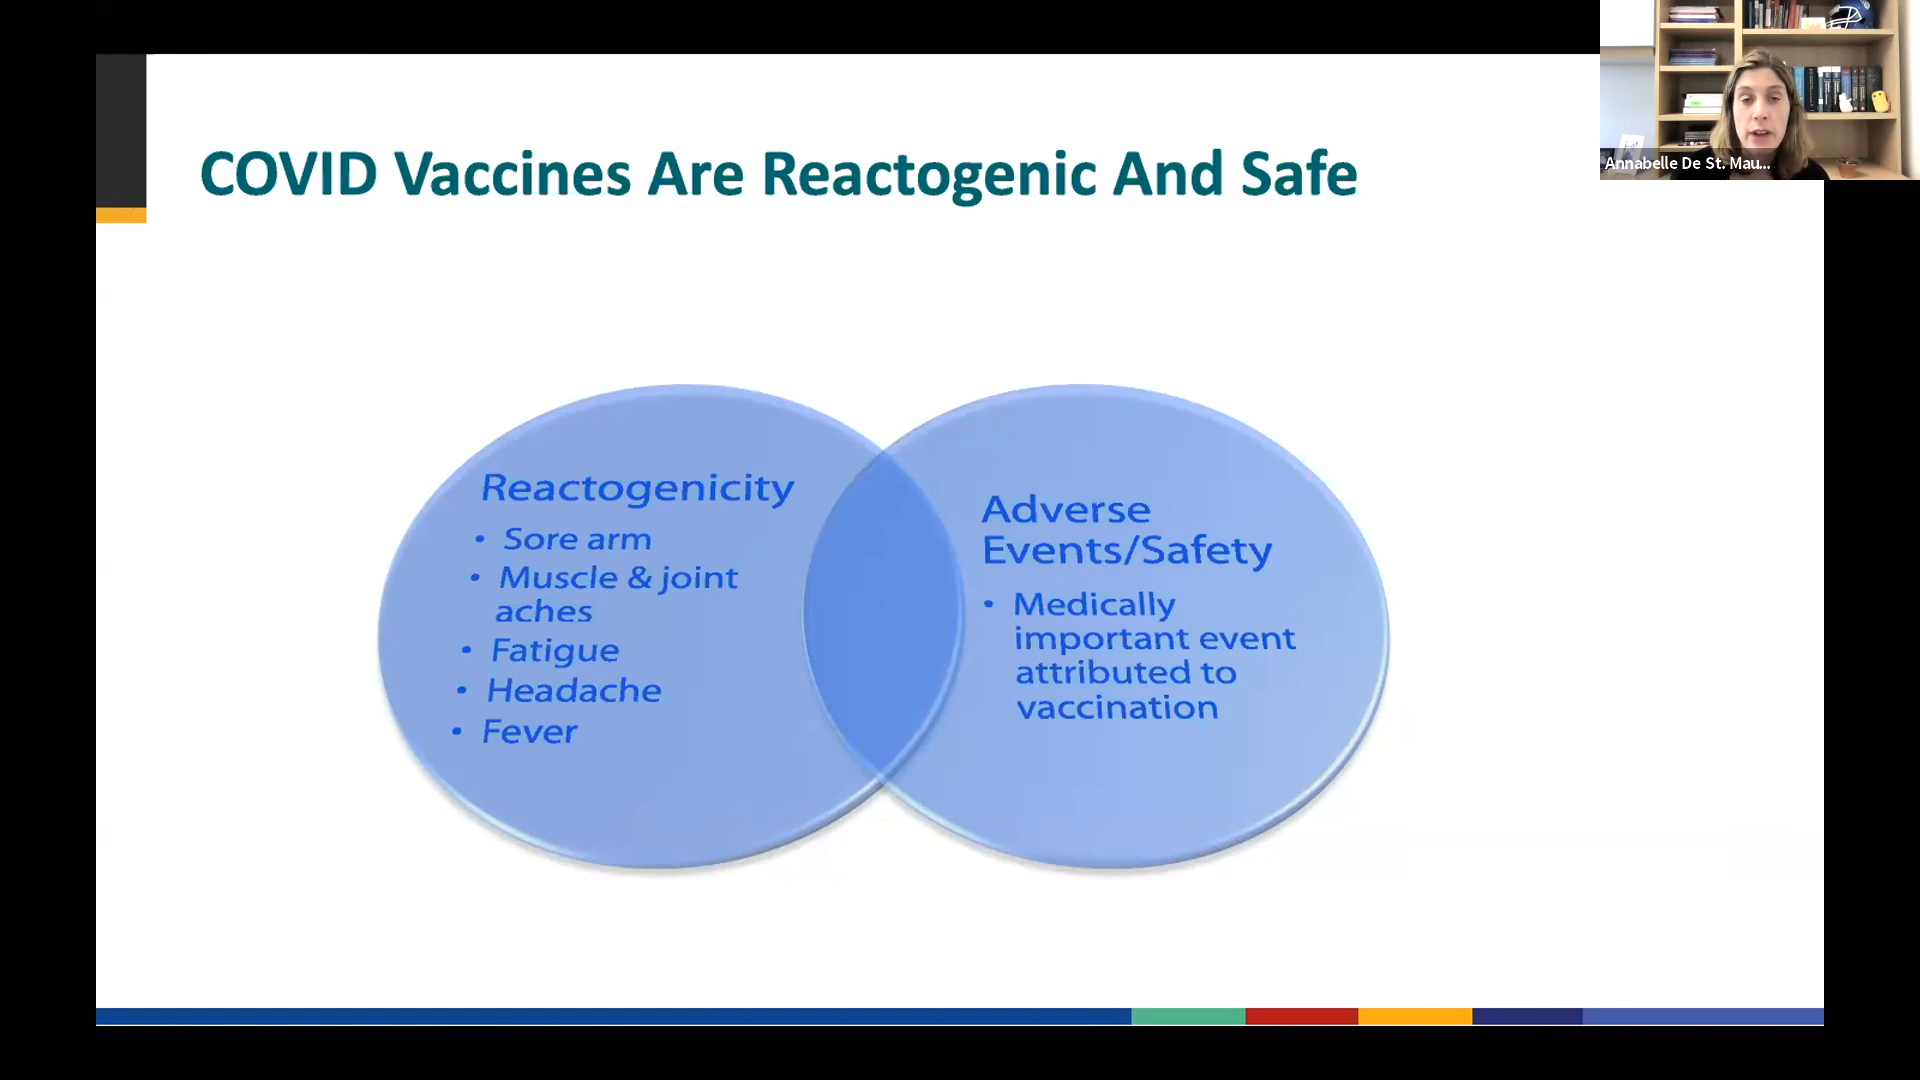 COVID Vaccines Are Reactogenic And Safe
Annabelle De St. Mau...
Reactogenicity
• Sore arm
• Muscle & joint
aches
• Fatigue
• Headache
• Fever
Adverse
Events/Safety
• Medically
important event
attributed to
vaccination